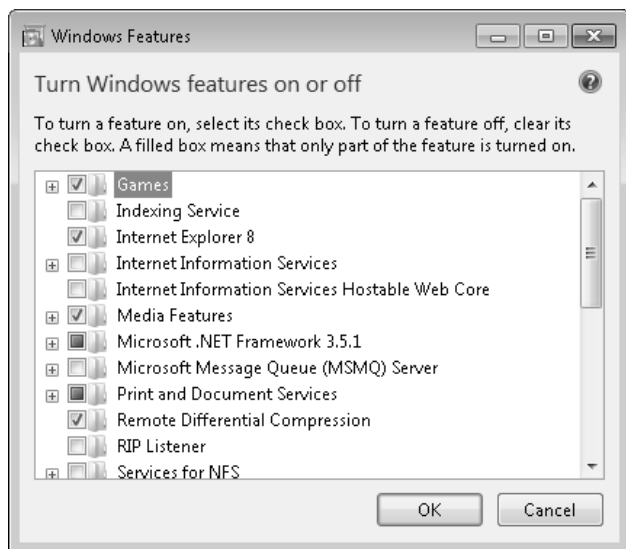 Windows Features
Turn Windows features on or off
To turn a feature on, select its check box. To turn a feature off, clear its
check box. A filled box means that only part of the feature is turned on.
Games
Indexing Service
Internet Explorer 8
Internet Information Services
Internet Information Services Hostable Web Core
Media Features
Microsoft .NET Framework 3.5.1
Microsoft Message Queue (MSMQ) Server
Print and Document Services
Remote Differential Compression
RIP Listener
Services for NFS
OK Cancel